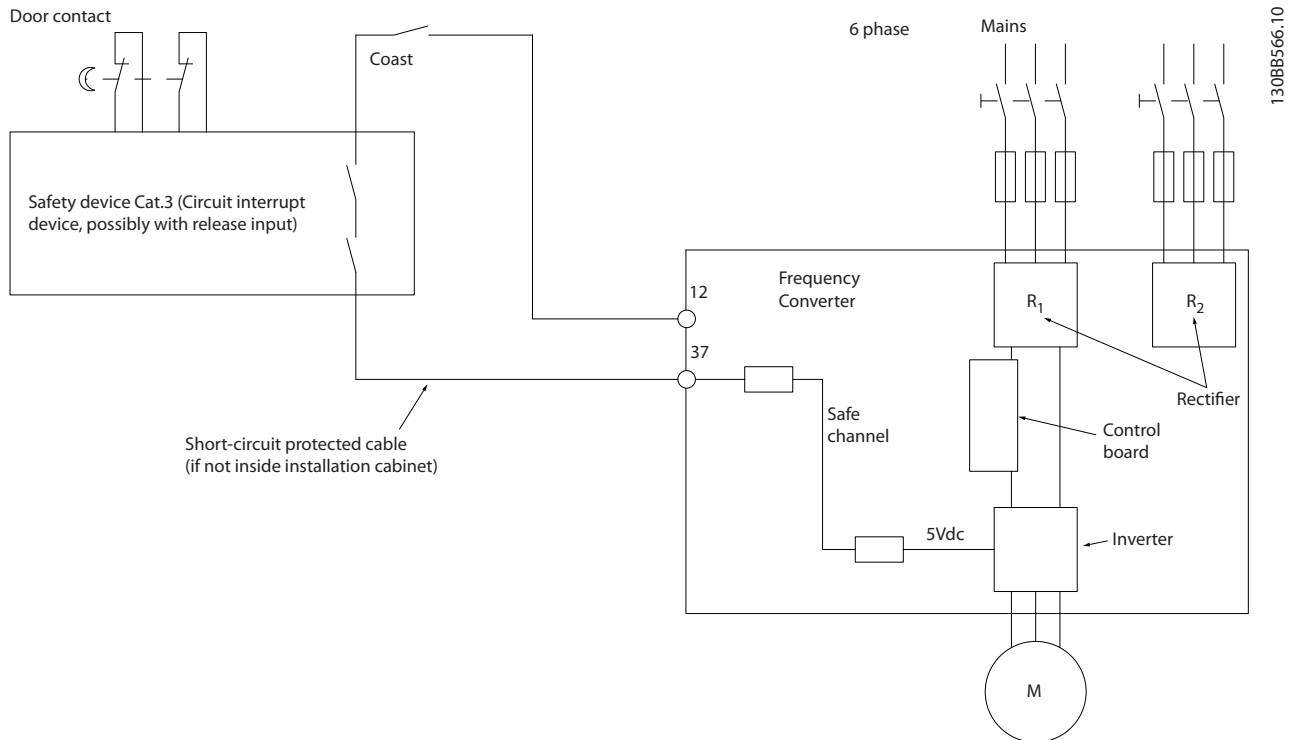 Door contact
Coast
6 phase
Mains
130BB566.10
Safety device Cat.3 (Circuit interrupt
device, possibly with release input)
12
Frequency
Converter
R1
R2
37
Rectifier
Safe
channel
Control
board
Short-circuit protected cable
(if not inside installation cabinet)
5Vdc
Inverter
M